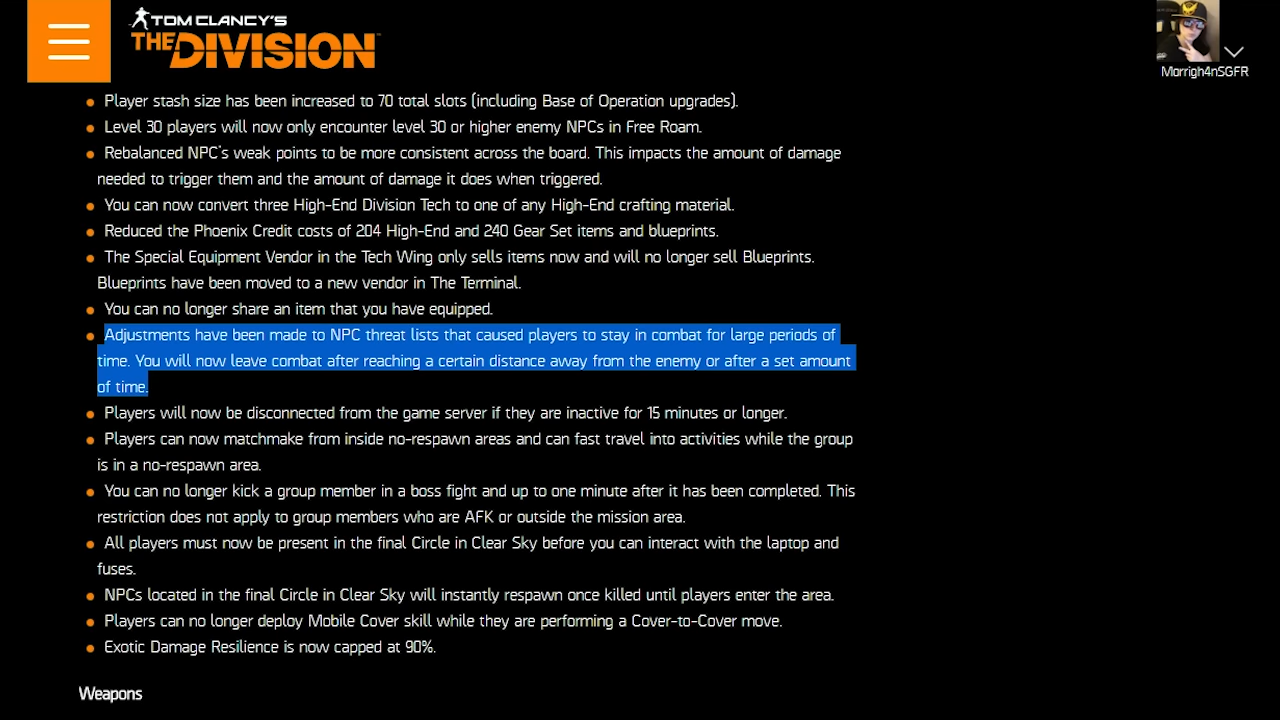 TOM CLANCY'S
THE DIVISION
Morrigh4nSGFR
Player stash size has been increased to 70 total slots (including Base of Operation upgrades).
Level 30 players will now only encounter level 30 or higher enemy NPCs in Free Roam.
Rebalanced NPC's weak points to be more consistent across the board. This impacts the amount of damage
needed to trigger them and the amount of damage it does when triggered.
You can now convert three High-End Division Tech to one of any High-End crafting material.
Reduced the Phoenix Credit costs of 204 High-End and 240 Gear Set items and blueprints.
The Special Equipment Vendor in the Tech Wing only sells items now and will no longer sell Blueprints.
Blueprints have been moved to a new vendor in The Terminal.
You can no longer share an item that you have equipped.
Adjustments have been made to NPC threat lists that caused players to stay in combat for large periods of
time. You will now leave combat after reaching a certain distance away from the enemy or after a set amount
of time.
Players will now be disconnected from the game server if they are inactive for 15 minutes or longer.
Players can now matchmake from inside no-respawn areas and can fast travel into activities while the group
is in a no-respawn area.
You can no longer kick a group member in a boss fight and up to one minute after it has been completed. This
restriction does not apply to group members who are AFK or outside the mission area.
All players must now be present in the final Circle in Clear Sky before you can interact with the laptop and
fuses.
NPCs located in the final Circle in Clear Sky will instantly respawn once killed until players enter the area.
Players can no longer deploy Mobile Cover skill while they are performing a Cover-to-Cover move.
Exotic Damage Resilience is now capped at 90%.
Weapons